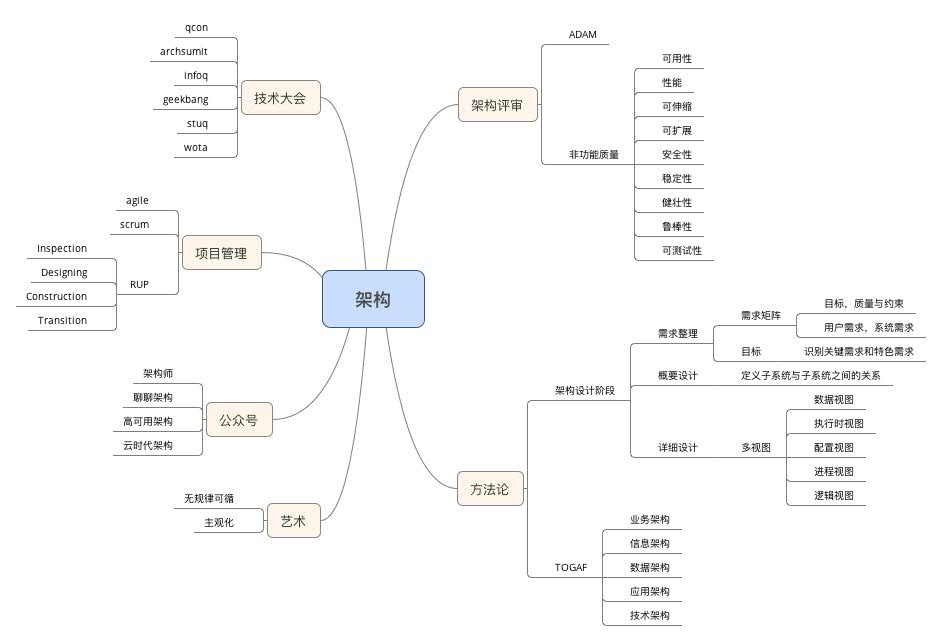 架构
技术大会
qcon
archsumit
infoq
geekbang
stuq
wota
项目管理
agile
scrum
RUP
Inspection
Designing
Construction
Transition
公众号
架构师
聊聊架构
高可用架构
云时代架构
艺术
无规律可循
主观化
架构评审
ADAM
非功能质量
可用性
性能
可伸缩
可扩展
安全性
稳定性
健壮性
鲁棒性
可测试性
方法论
架构设计阶段
需求整理
需求矩阵
目标，质量与约束
用户需求，系统需求
目标
识别关键需求和特色需求
概要设计
定义子系统与子系统之间的关系
详细设计
多视图
数据视图
执行时视图
配置视图
进程视图
逻辑视图
TOGAF
业务架构
信息架构
数据架构
应用架构
技术架构